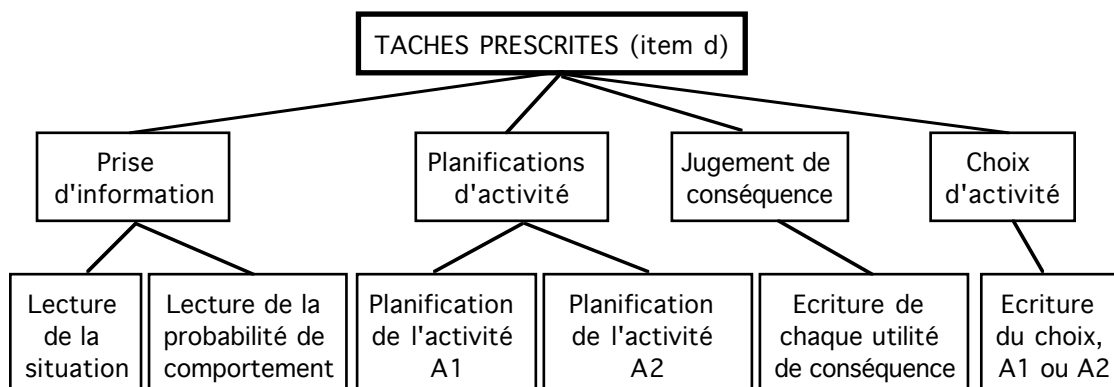 TACHES PRESCRITES (item d)
Prise
d'information
Planifications
d'activité
Jugement de
conséquence
Choix
d'activité
Lecture
de la
situation
Lecture de la
probabilité de
comportement
Planification
de l'activité
A1
Planification
de l'activité
A2
Ecriture de
chaque utilité
de conséquence
Ecriture
du choix,
A1 ou A2